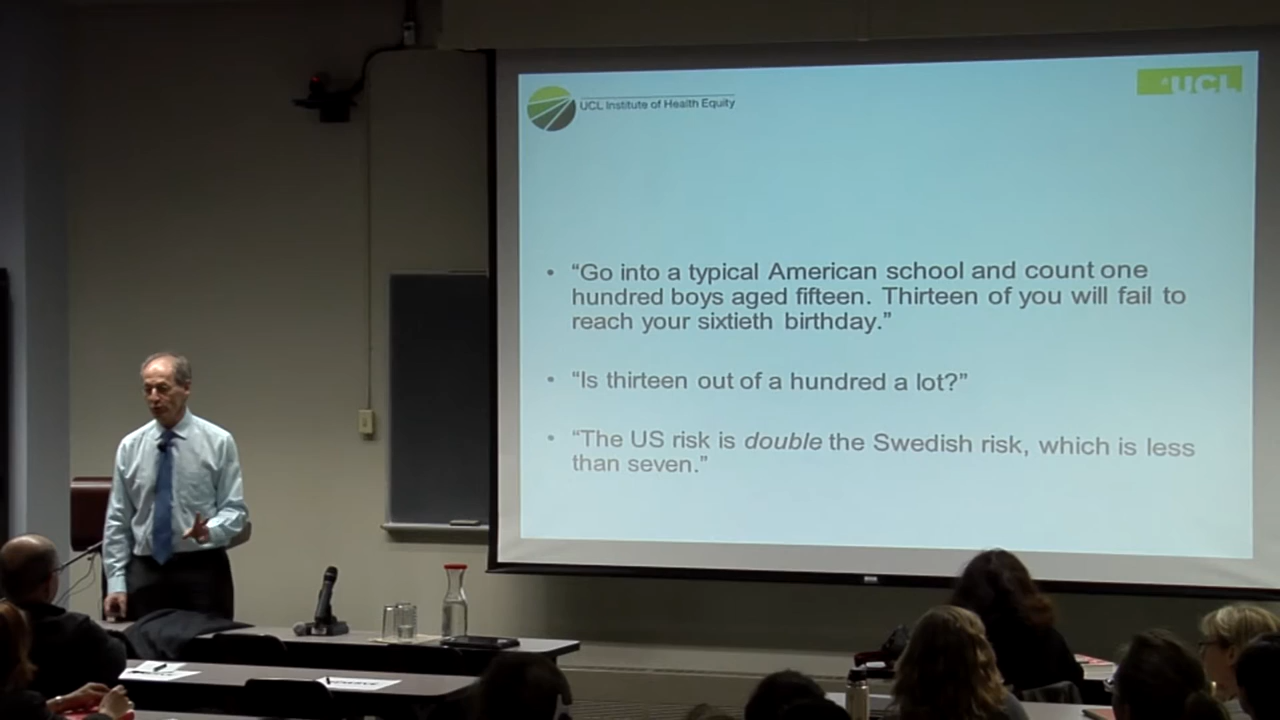 UCL Institute of Health Equity
UCL
• “Go into a typical American school and count one
hundred boys aged fifteen. Thirteen of you will fail to
reach your sixtieth birthday.”
• “Is thirteen out of a hundred a lot?”
• “The US risk is double the Swedish risk, which is less
than seven.”